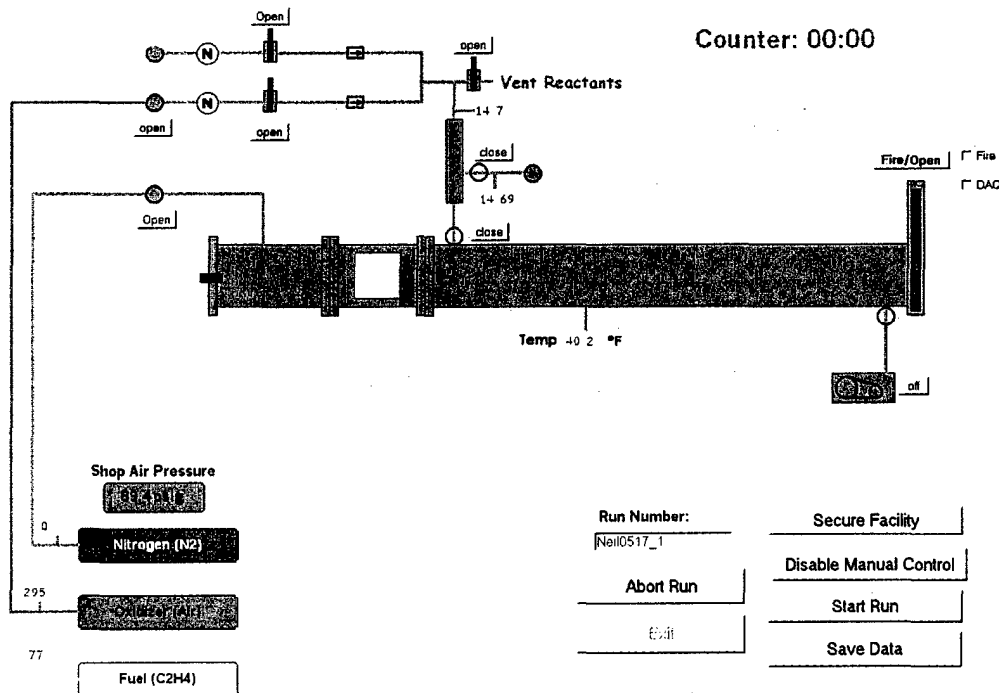 Open
Counter: 00:00
open
N
Vent Reactants
N
open
open
14 7
close
Fire/Open
Fire
14 69
DAQ
Open
close
Temp 40 2 °F
off
Shop Air Pressure
Run Number:
Secure Facility
0
Nitrogen (N2)
Neil0517_1
Disable Manual Control
Abort Run
295
Oxidizer (Air)
Start Run
Exit
77
Save Data
Fuel (C2H4)